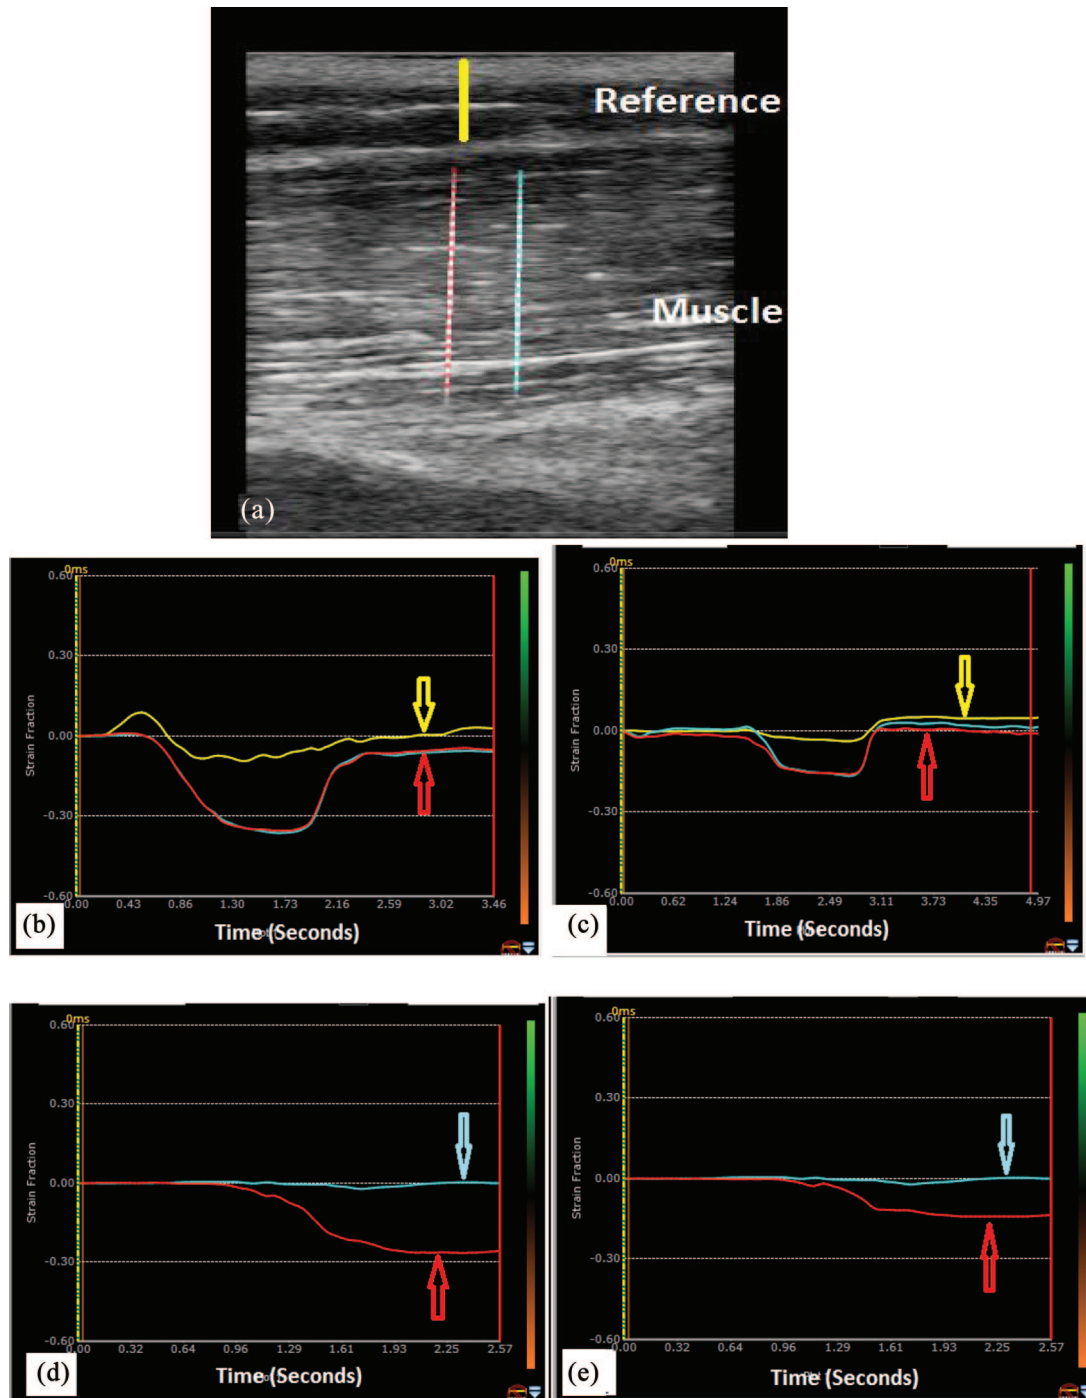 Reference
Muscle
(a)
0ms
0.60
0.30
0.00
-0.30
-0.60
Strain Fraction
0.00 0.43 0.86 1.30 1.73 2.16 2.59 3.02 3.46
Time (Seconds)
(b)
0ms
0.60
0.30
0.00
-0.30
-0.60
Strain Fraction
0.00 0.62 1.24 1.86 2.49 3.11 3.73 4.35 4.97
Time (Seconds)
(c)
0ms
0.60
0.30
0.00
-0.30
-0.60
Strain Fraction
0.00 0.32 0.64 0.96 1.29 1.61 1.93 2.25 2.57
Time (Seconds)
(d)
0ms
0.60
0.30
0.00
-0.30
-0.60
Strain Fraction
0.00 0.32 0.64 0.96 1.29 1.61 1.93 2.25 2.57
Time (Seconds)
(e)